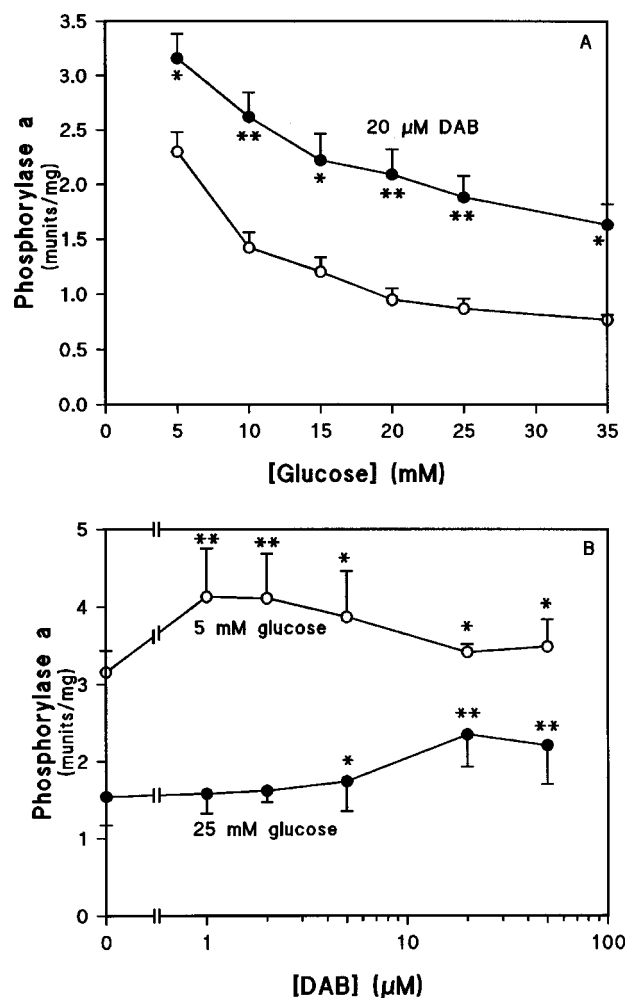 A
3.5
3.0
2.5
2.0
1.5
1.0
0.5
0.0
Phosphorylase a
(munits/mg)
20 µM DAB
*
**
*
**
**
*
0 5 10 15 20 25 30 35
[Glucose] (mM)
B
5
4
3
2
1
0
Phosphorylase a
(munits/mg)
** ** * * *
5 mm glucose
* ** **
25 mm glucose
0 1 10 100
[DAB] (µM)